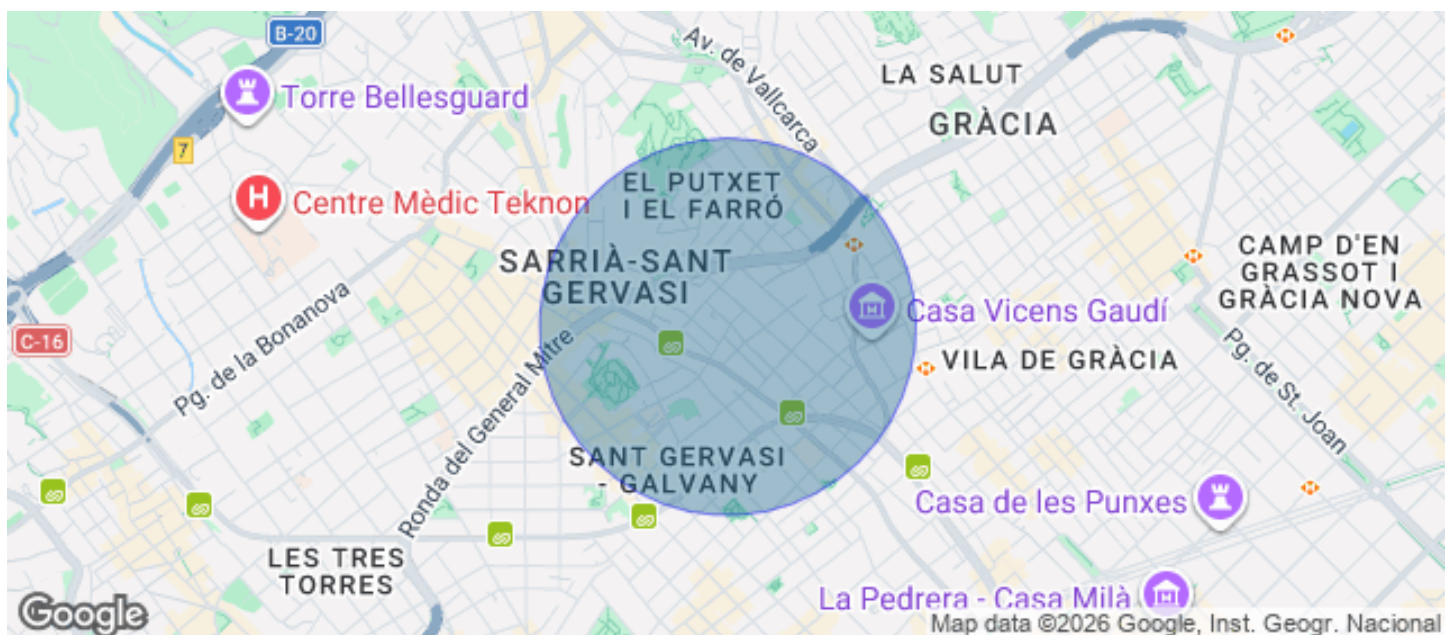 B-20
Torre Bellesguard
7
H
Centre Mèdic Teknon
Av. de Vallcarca
LA SALUT
GRÀCIA
EL PUTXET
I EL FARRÓ
SARRIÀ-SANT
GERVASI
CAMP D'EN
GRASSOT I
GRÀCIA NOVA
C-16
Pg. de la Bonanova
Casa Vicens Gaudí
VILA DE GRÀCIA
Ronda del General Mitre
Pg. de St. Joan
SANT GERVASI
- GALVANY
Casa de les Punxes
LES TRES
TORRES
La Pedrera - Casa Milà
Google
Map data ©2026 Google, Inst. Geogr. Nacional